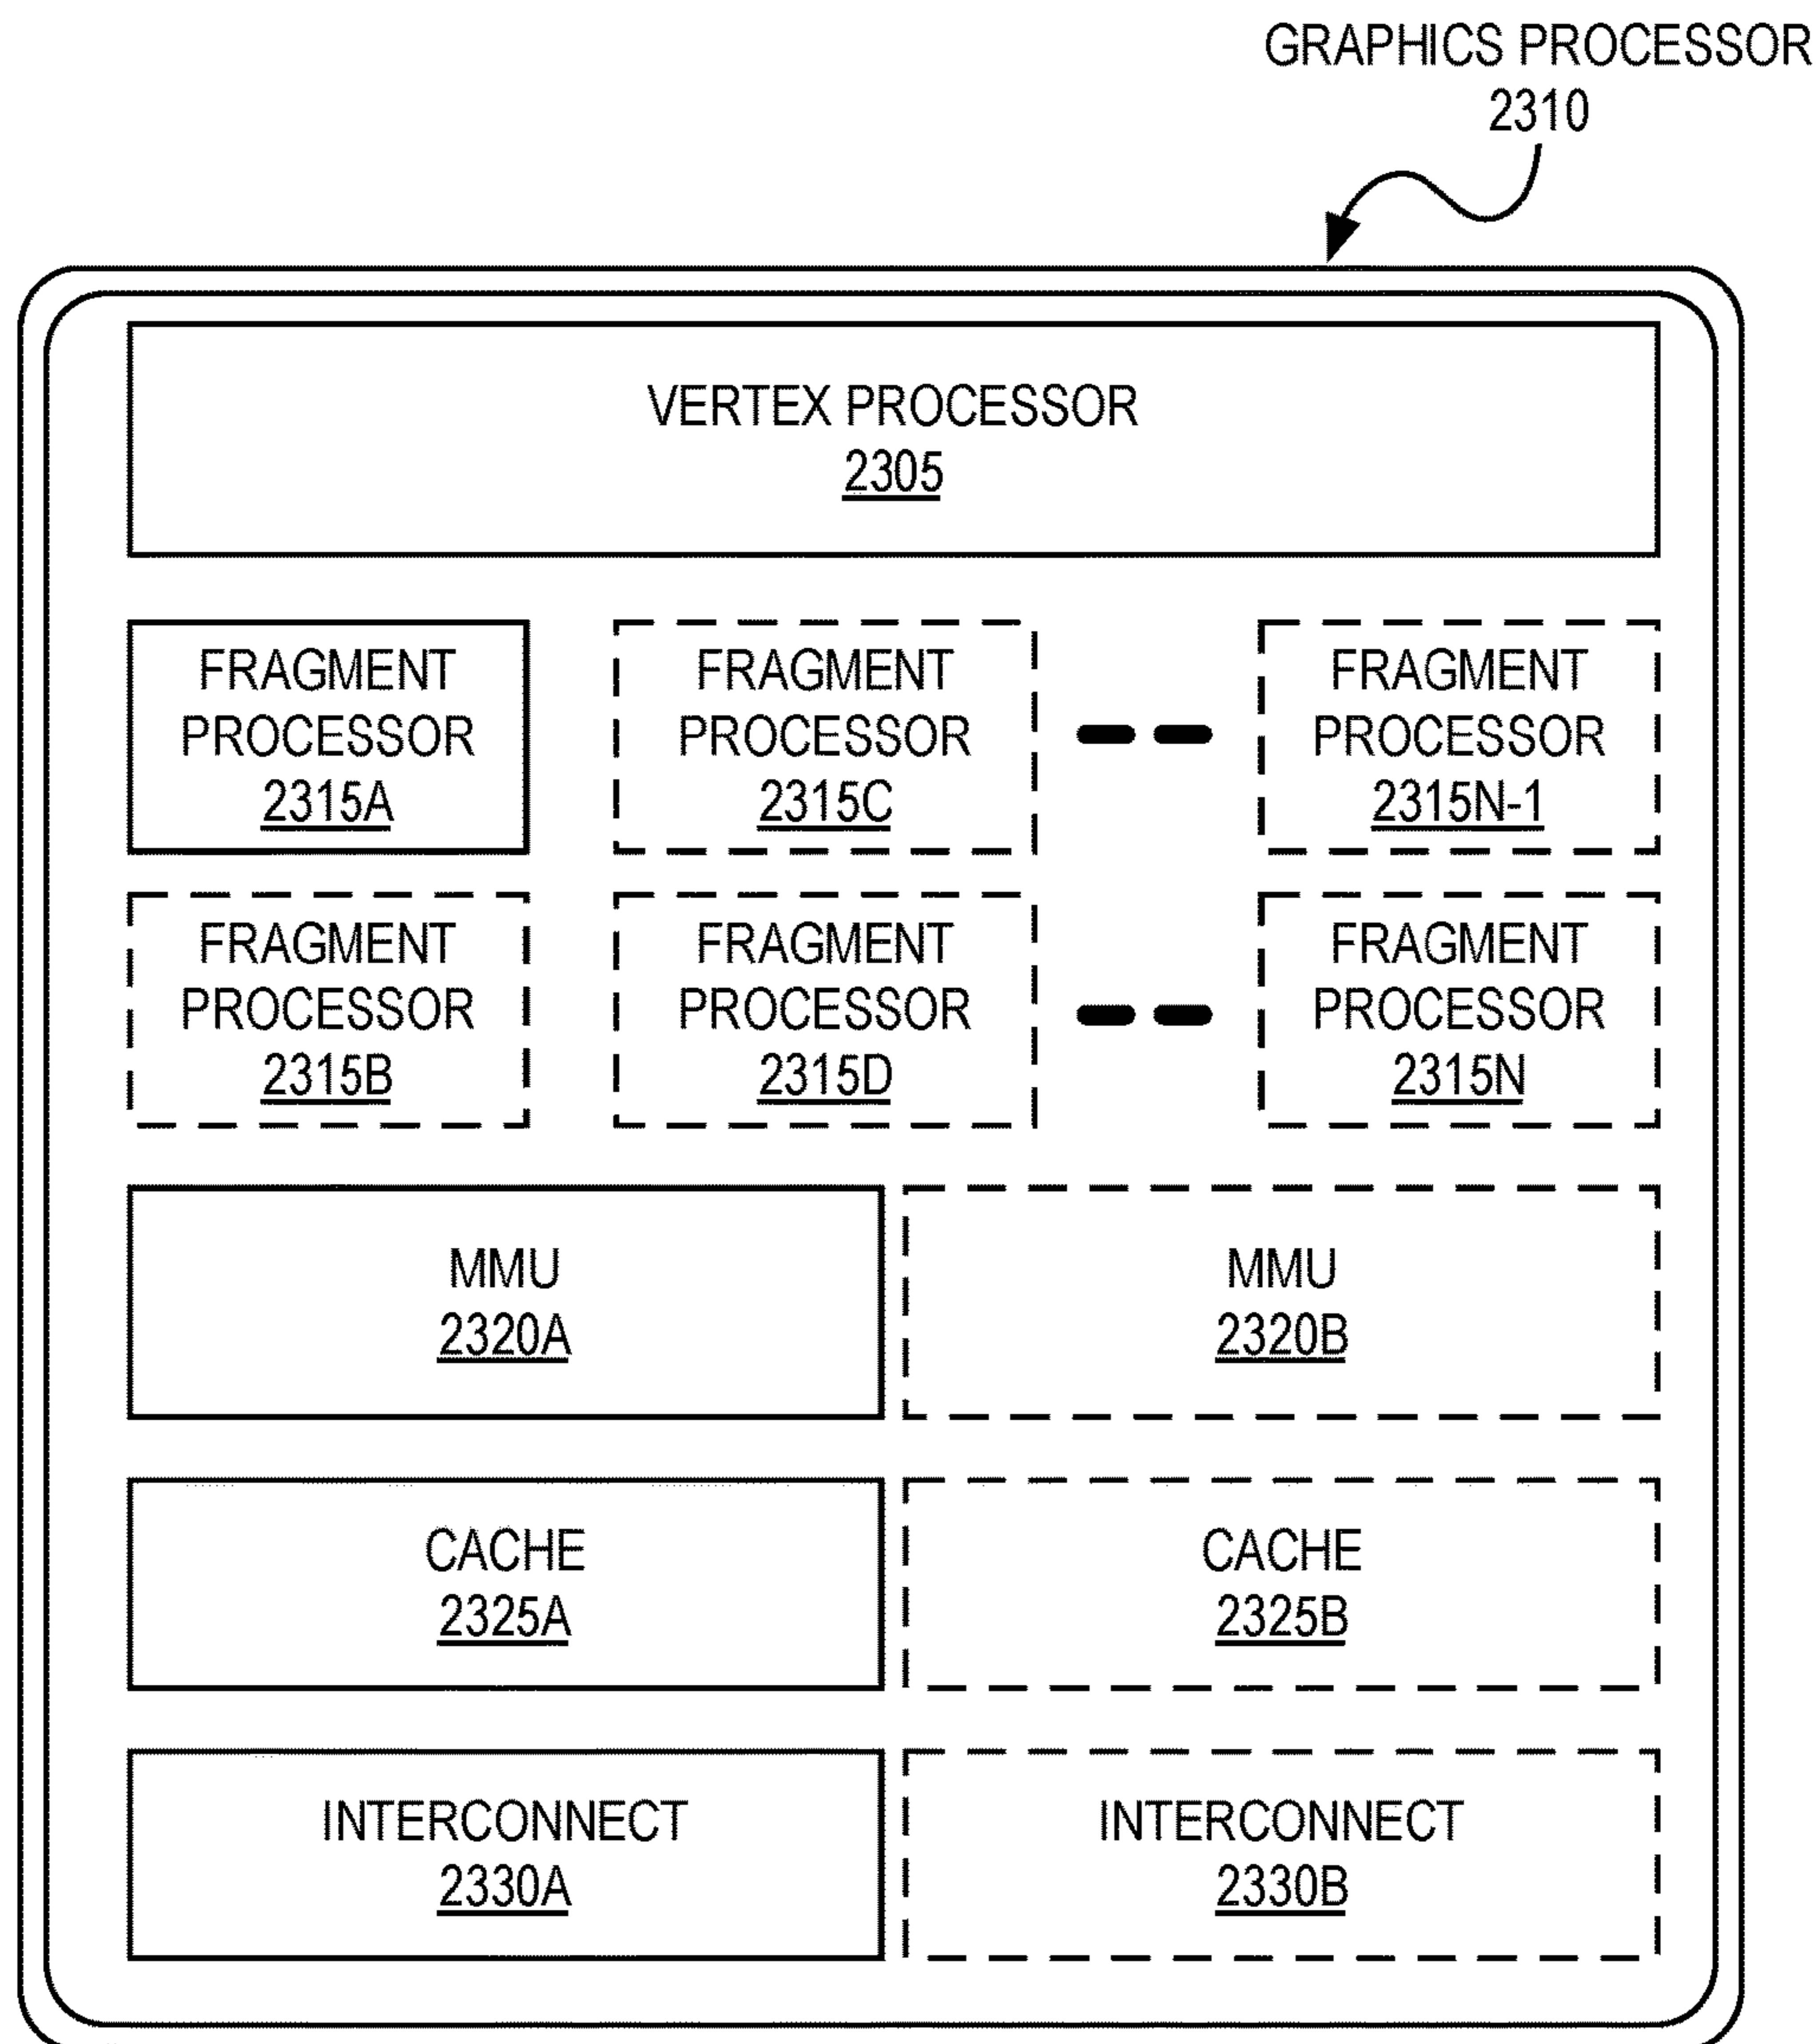 GRAPHICS PROCESSOR
2310
VERTEX PROCESSOR
2305
FRAGMENT
PROCESSOR
2315A
FRAGMENT
PROCESSOR
2315C
FRAGMENT
PROCESSOR
2315N-1
FRAGMENT
PROCESSOR
2315B
FRAGMENT
PROCESSOR
2315D
FRAGMENT
PROCESSOR
2315N
MMU
2320A
MMU
2320B
CACHE
2325A
CACHE
2325B
INTERCONNECT
2330A
INTERCONNECT
2330B